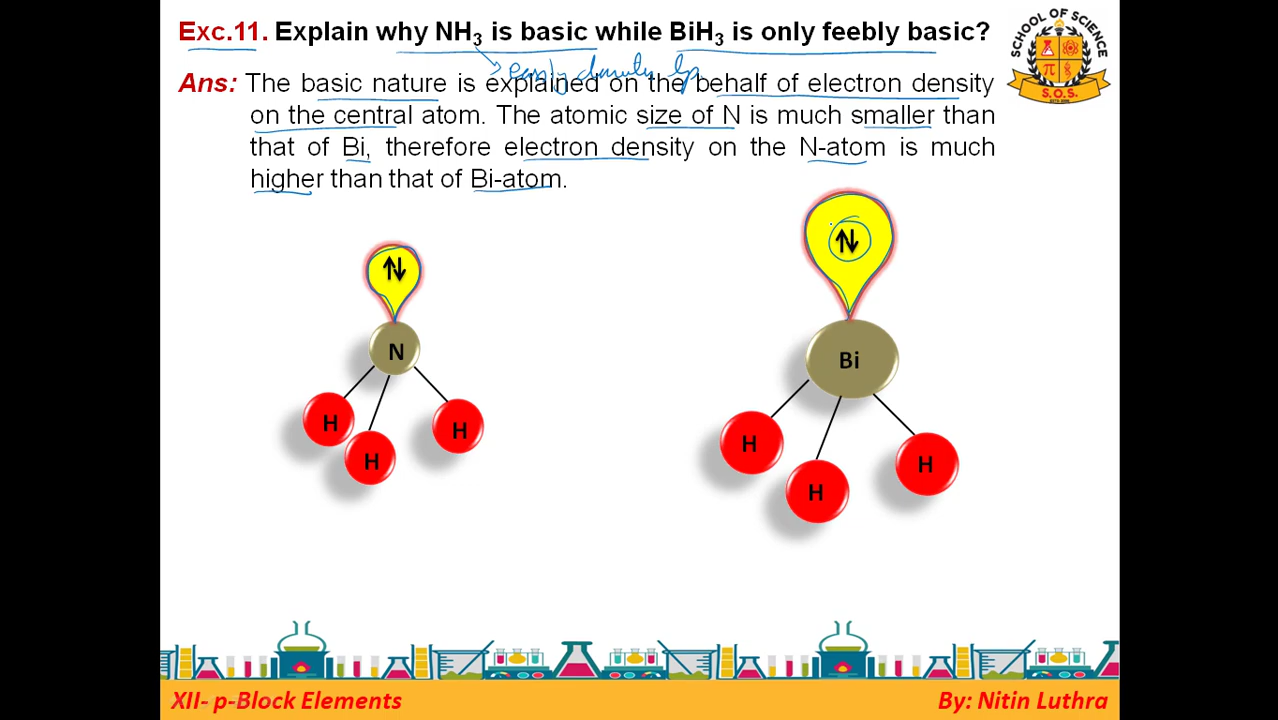 Exc.11. Explain why NH₃ is basic while BiH₃ is only feebly basic?
easily donates lp
Ans: The basic nature is explained on the behalf of electron density
on the central atom. The atomic size of N is much smaller than
that of Bi, therefore electron density on the N-atom is much
higher than that of Bi-atom.
SCHOOL OF SCIENCE
π
S.O.S.
N
H
H
H
Bi
H
H
H
XII- p-Block Elements
By: Nitin Luthra